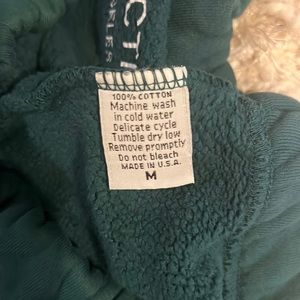 100% COTTON
Machine wash
in cold water
Delicate cycle
Tumble dry low
Remove promptly
Do not bleach
MADE IN U.S.A.
M